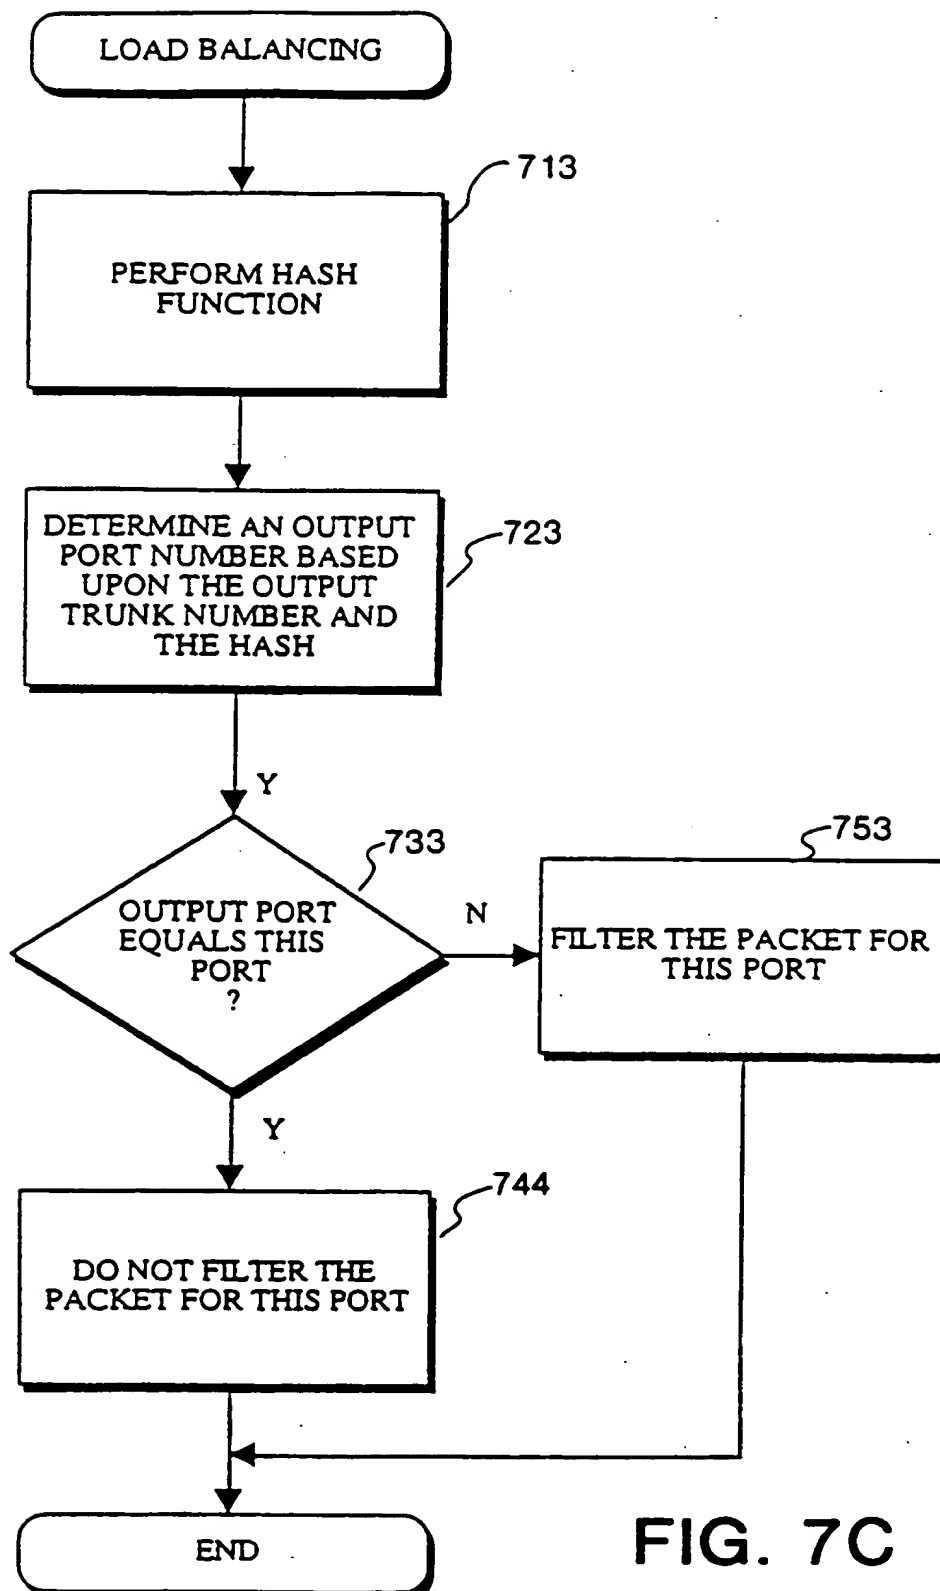 LOAD BALANCING
713
PERFORM HASH
FUNCTION
DETERMINE AN OUTPUT
PORT NUMBER BASED
UPON THE OUTPUT
TRUNK NUMBER AND
THE HASH
723
Y
733
OUTPUT PORT
EQUALS THIS
PORT
?
N
753
FILTER THE PACKET FOR
THIS PORT
Y
744
DO NOT FILTER THE
PACKET FOR THIS PORT
END
FIG. 7C